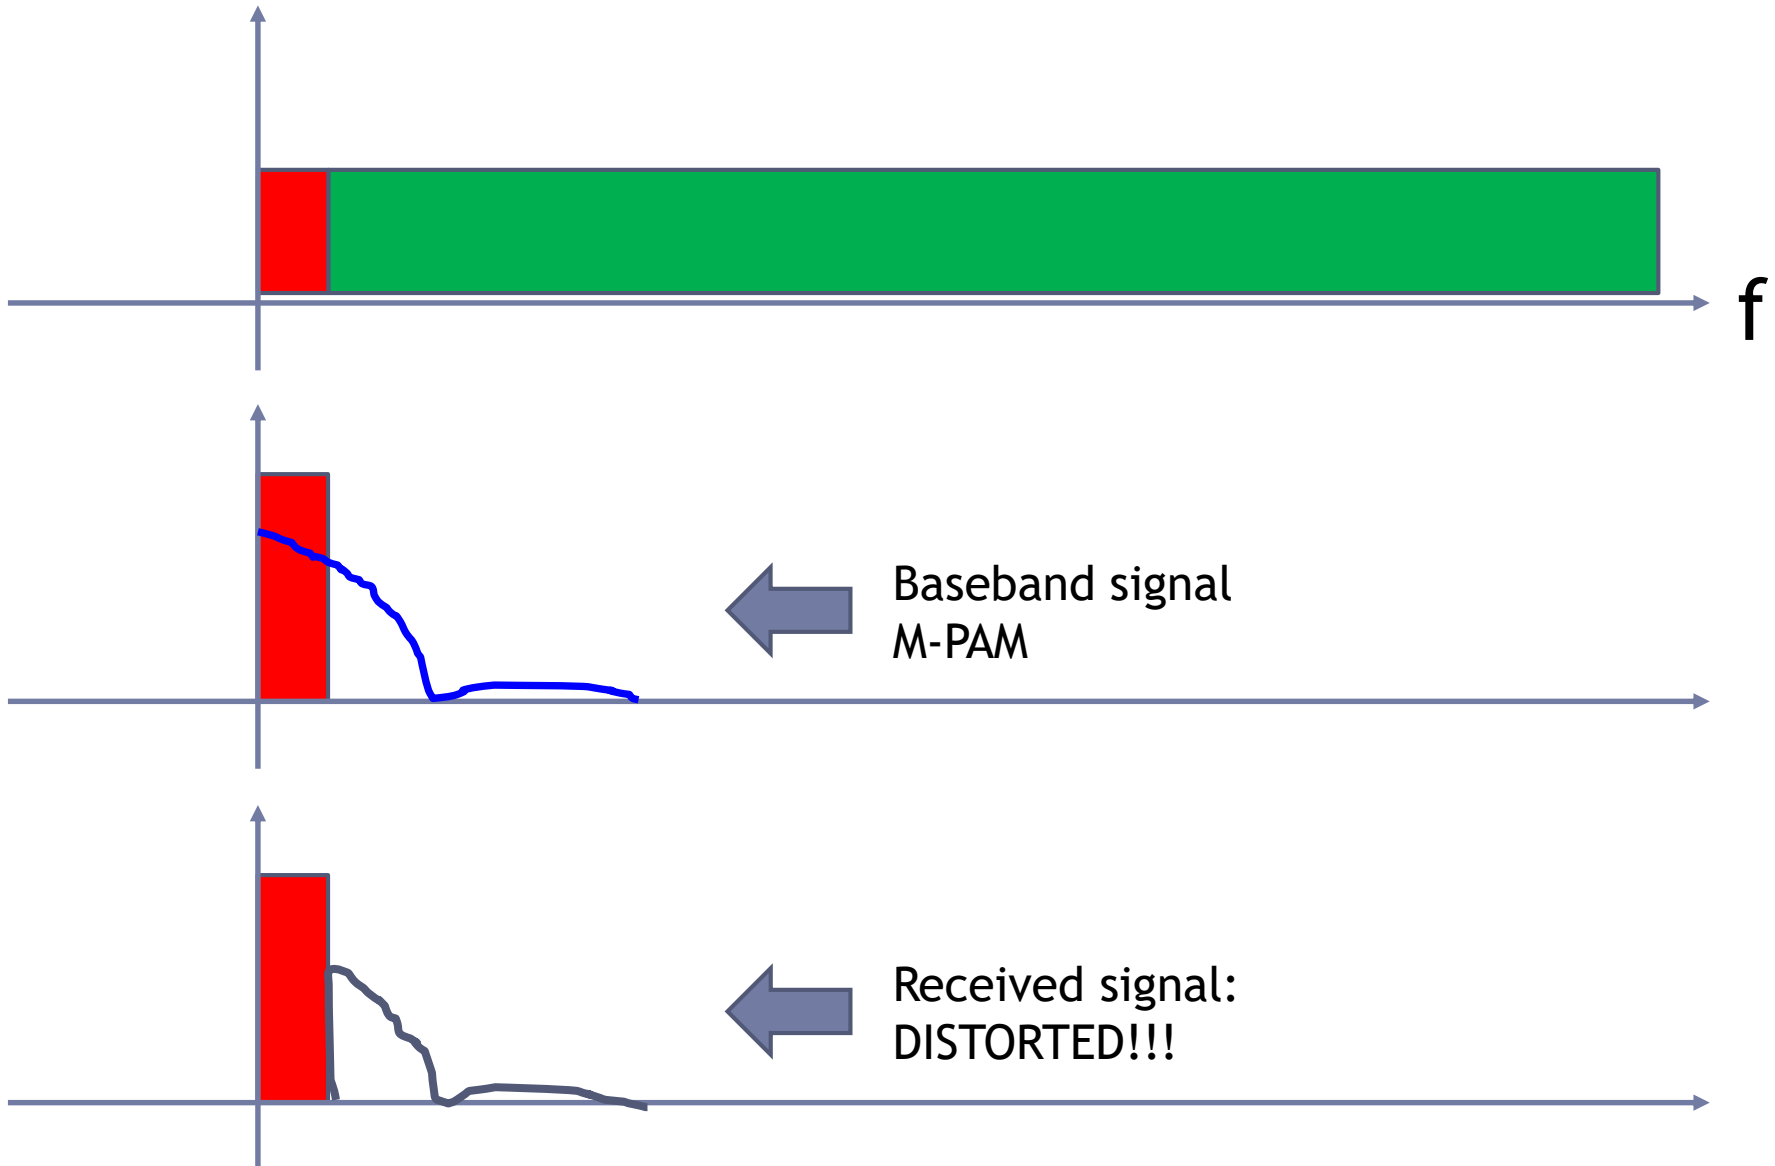 f
Baseband signal
M-PAM
Received signal:
DISTORTED!!!